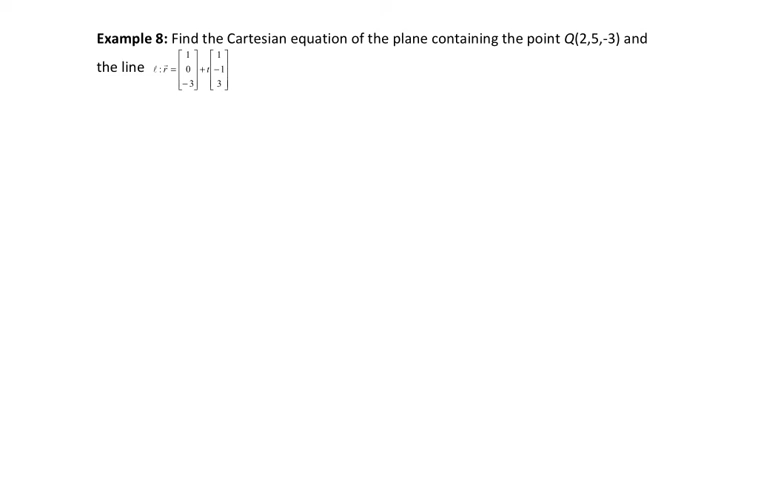 Example 8: Find the Cartesian equation of the plane containing the point Q(2,5,-3) and
the line ℓ : r⃗ = [1 0 −3] + t [1 −1 3]